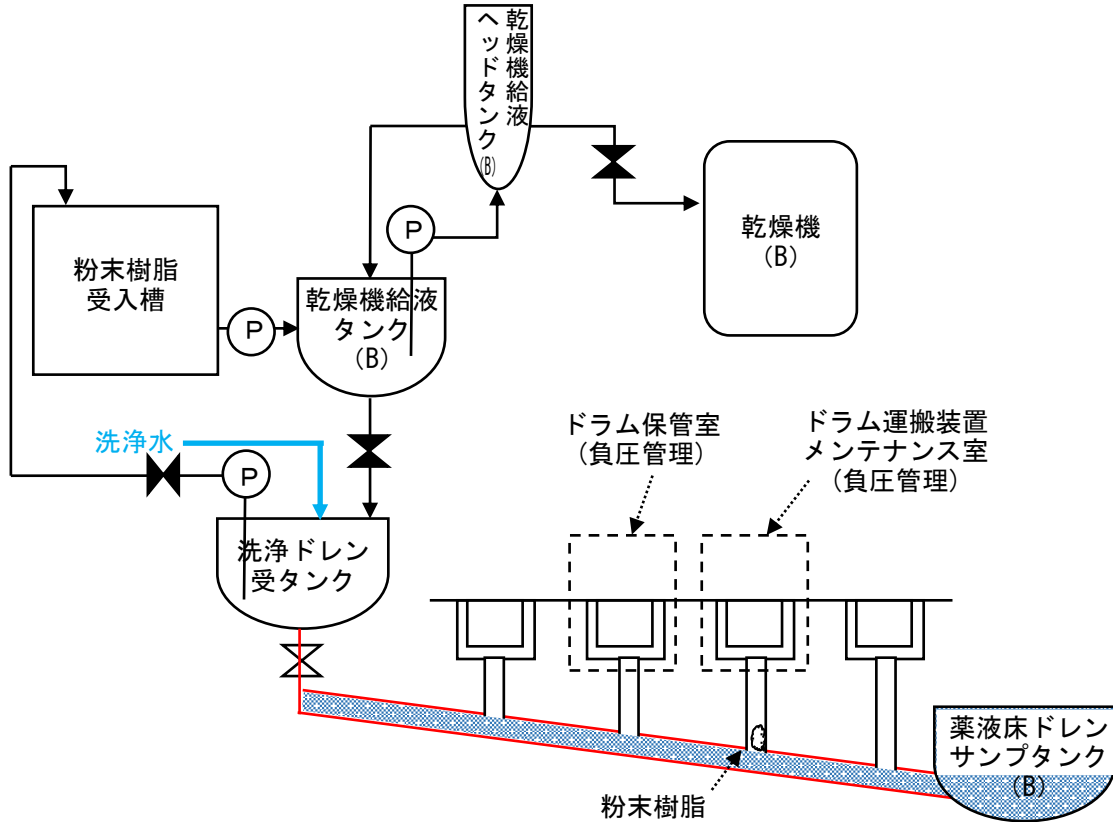 乾燥機給液
ヘッドタンク(B)
粉末樹脂
受入槽
P
P
乾燥機給液
タンク
(B)
乾燥機
(B)
洗浄水
P
洗浄ドレン
受タンク
ドラム保管室
(負圧管理)
ドラム運搬装置
メンテナンス室
(負圧管理)
粉末樹脂
薬液床ドレン
サンプタンク
(B)